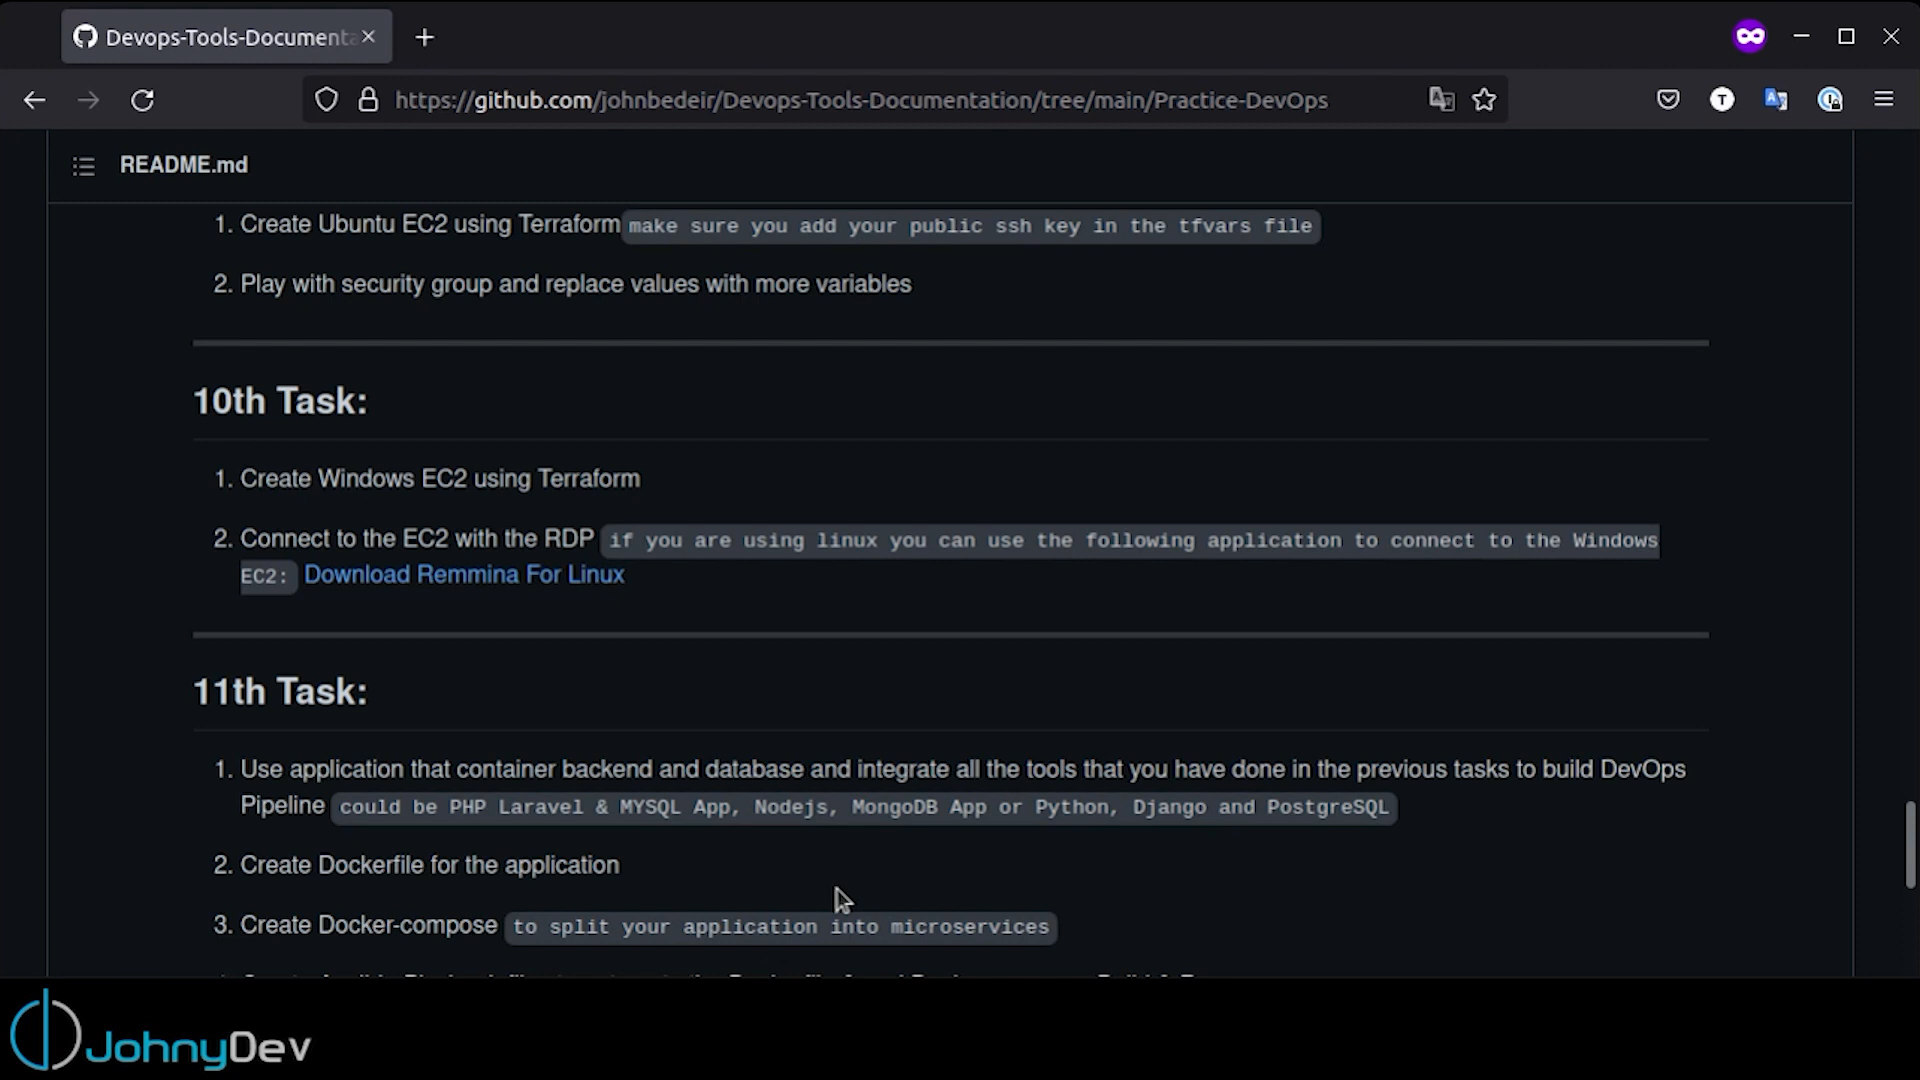 Devops-Tools-Documenta
https://github.com/johnbedeir/Devops-Tools-Documentation/tree/main/Practice-DevOps
T
README.md
1. Create Ubuntu EC2 using Terraform make sure you add your public ssh key in the tfvars file
2. Play with security group and replace values with more variables
10th Task:
1. Create Windows EC2 using Terraform
2. Connect to the EC2 with the RDP if you are using linux you can use the following application to connect to the Windows
EC2: Download Remmina For Linux
11th Task:
1. Use application that container backend and database and integrate all the tools that you have done in the previous tasks to build DevOps
Pipeline could be PHP Laravel & MYSQL App, Nodejs, MongoDB App or Python, Django and PostgreSQL
2. Create Dockerfile for the application
3. Create Docker-compose to split your application into microservices
JohnyDev